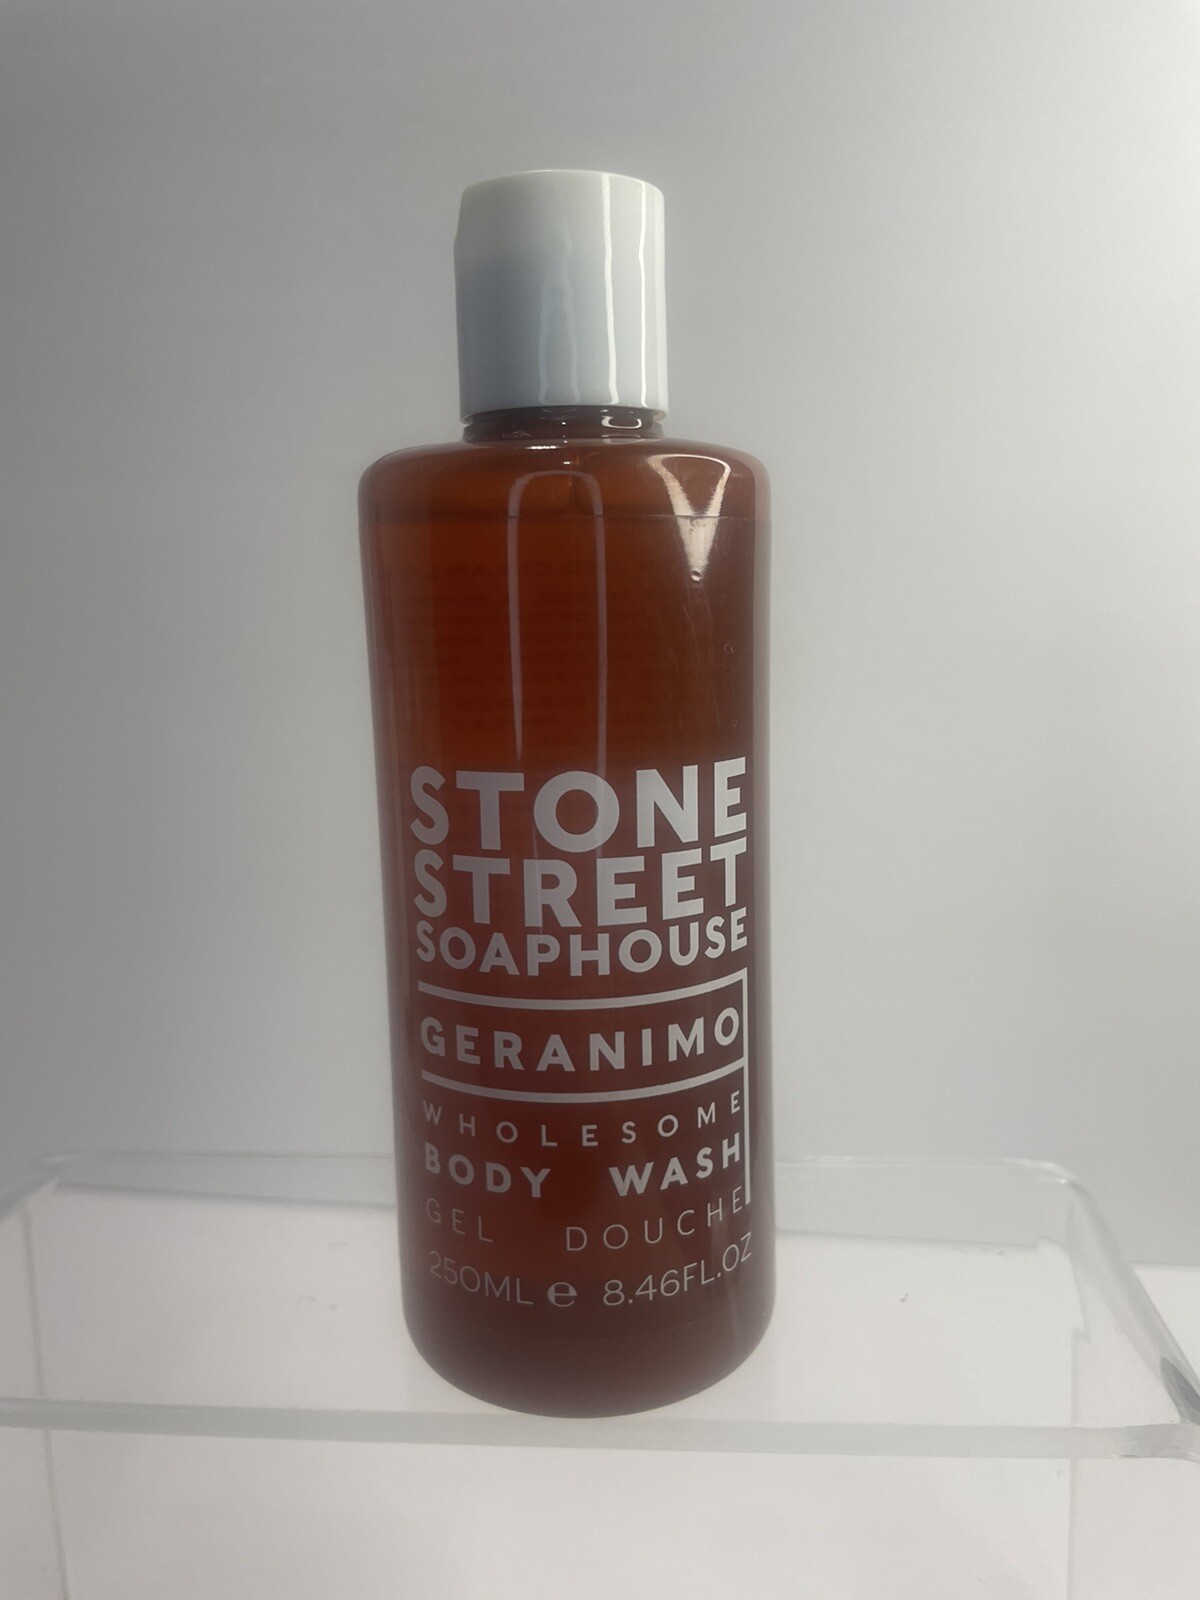 STONE
STREET
SOAPHOUSE
GERANIMO
WHOLESOME
BODY WASH
GEL DOUCHE
250ML e 8.46FL.OZ